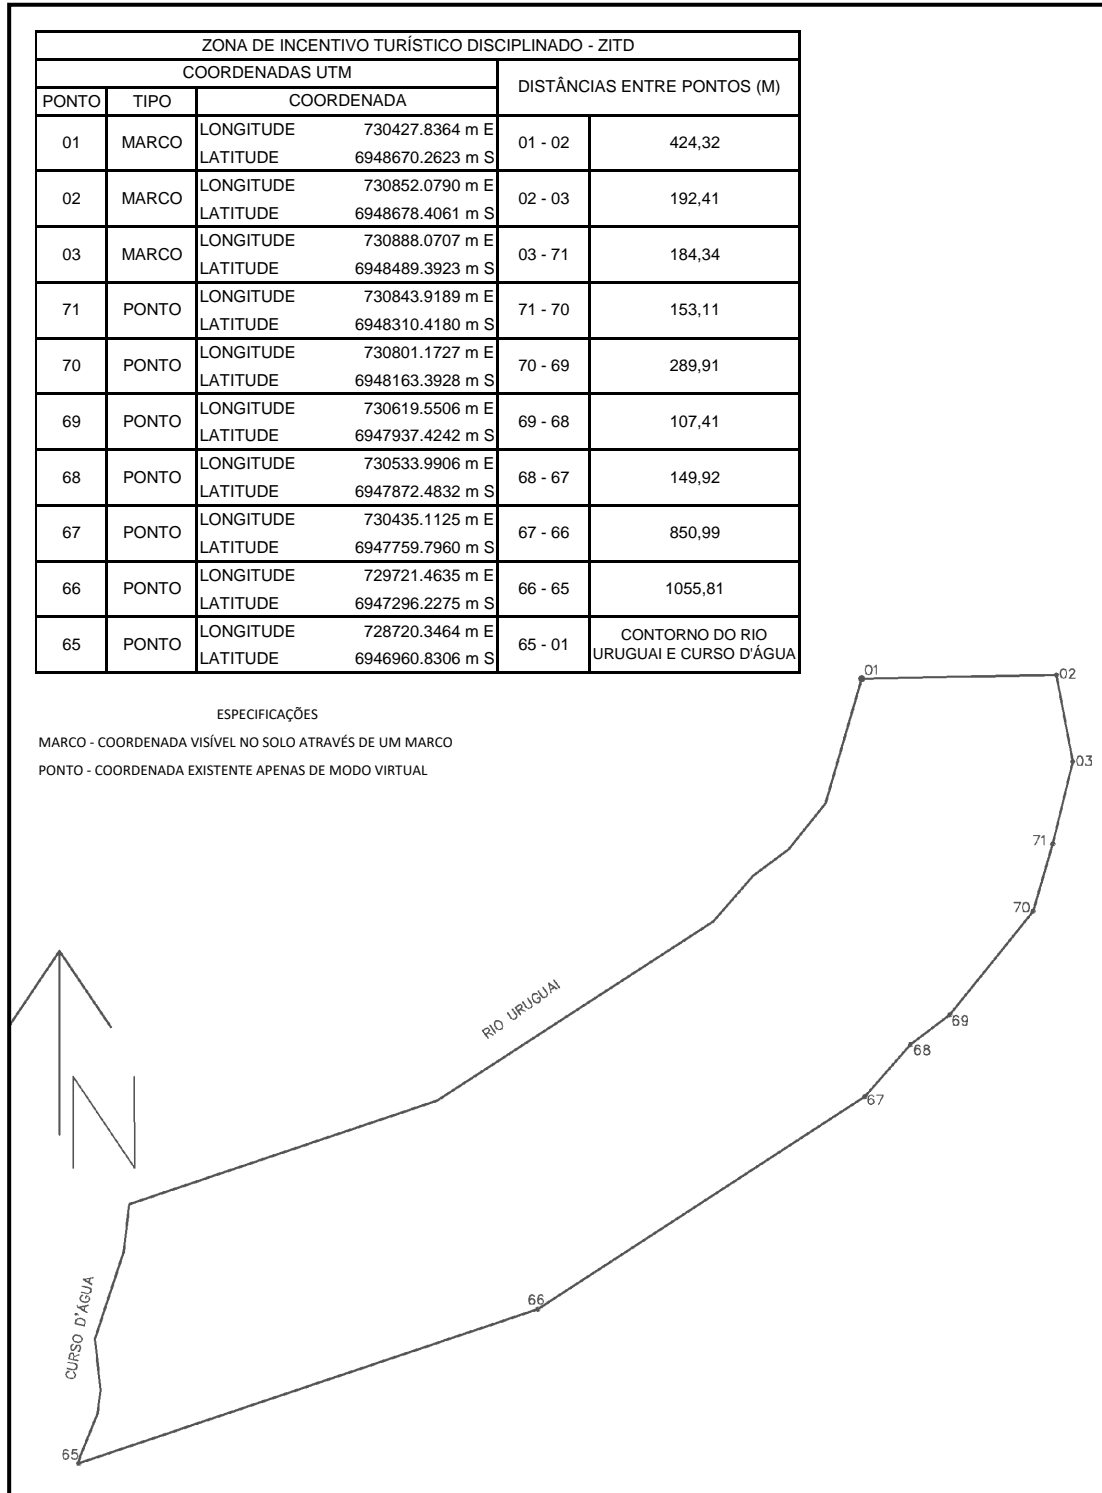 ZONA DE INCENTIVO TURÍSTICO DISCIPLINADO - ZITD
COORDENADAS UTM
DISTÂNCIAS ENTRE PONTOS (M)
PONTO TIPO COORDENADA
01 MARCO LONGITUDE 730427.8364 m E 01 - 02 424,32
LATITUDE 6948670.2623 m S
02 MARCO LONGITUDE 730852.0790 m E 02 - 03 192,41
LATITUDE 6948678.4061 m S
03 MARCO LONGITUDE 730888.0707 m E 03 - 71 184,34
LATITUDE 6948489.3923 m S
71 PONTO LONGITUDE 730843.9189 m E 71 - 70 153,11
LATITUDE 6948310.4180 m S
70 PONTO LONGITUDE 730801.1727 m E 70 - 69 289,91
LATITUDE 6948163.3928 m S
69 PONTO LONGITUDE 730619.5506 m E 69 - 68 107,41
LATITUDE 6947937.4242 m S
68 PONTO LONGITUDE 730533.9906 m E 68 - 67 149,92
LATITUDE 6947872.4832 m S
67 PONTO LONGITUDE 730435.1125 m E 67 - 66 850,99
LATITUDE 6947759.7960 m S
66 PONTO LONGITUDE 729721.4635 m E 66 - 65 1055,81
LATITUDE 6947296.2275 m S
65 PONTO LONGITUDE 728720.3464 m E 65 - 01 CONTORNO DO RIO
LATITUDE 6946960.8306 m S URUGUAI E CURSO D'ÁGUA
ESPECIFICAÇÕES
MARCO - COORDENADA VISÍVEL NO SOLO ATRAVÉS DE UM MARCO
PONTO - COORDENADA EXISTENTE APENAS DE MODO VIRTUAL
01
02
03
71
70
RIO URUGUAI
69
68
67
N
66
CURSO D'ÁGUA
65